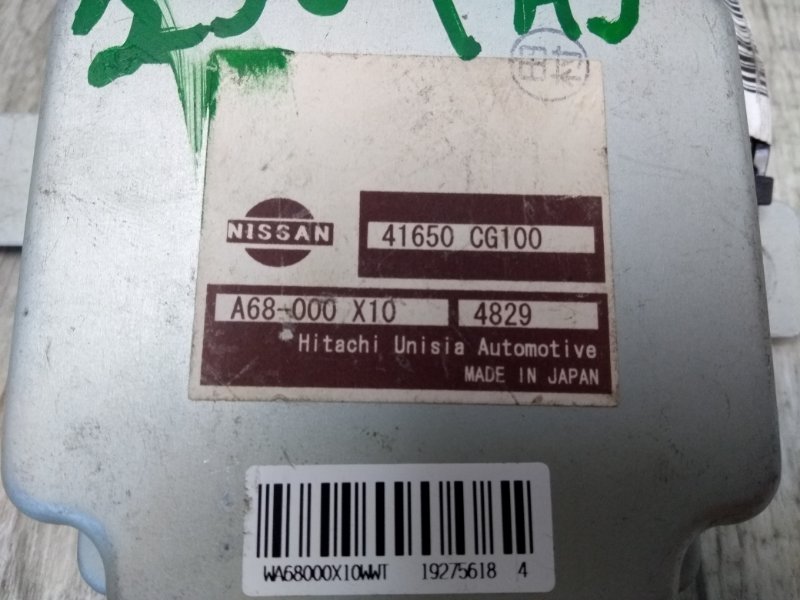 NISSAN
41650 CG100
A68-000 X10 4829
Hitachi Unisia Automotive
MADE IN JAPAN
WA68000X10WWT 19275618 4